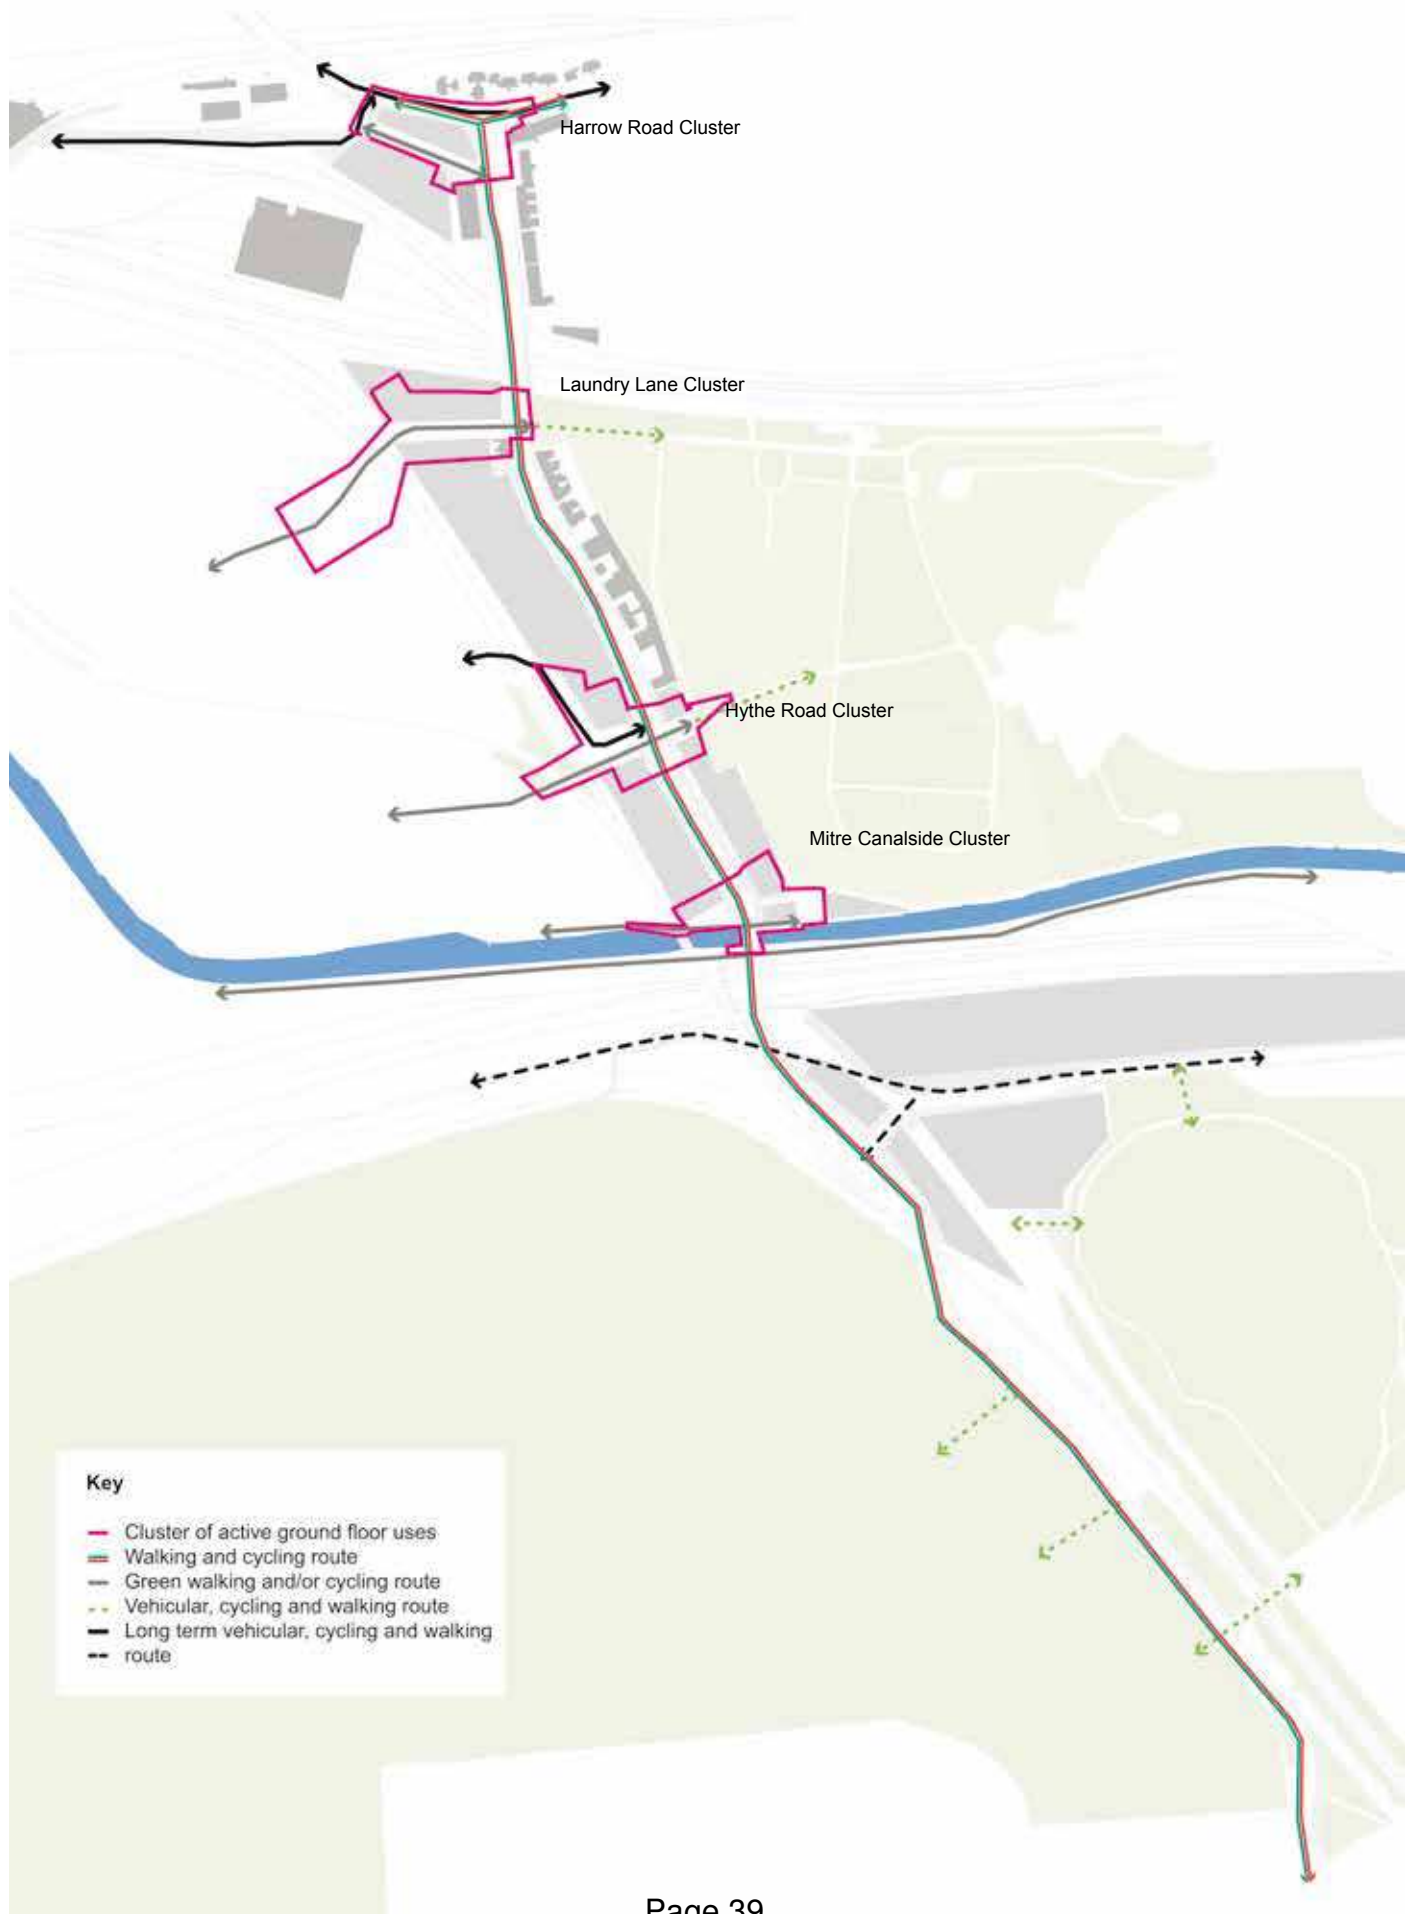 Harrow Road Cluster
Laundry Lane Cluster
Hythe Road Cluster
Mitre Canalside Cluster
Key
Cluster of active ground floor uses
Walking and cycling route
Green walking and/or cycling route
Vehicular, cycling and walking route
Long term vehicular, cycling and walking
route
Page 39